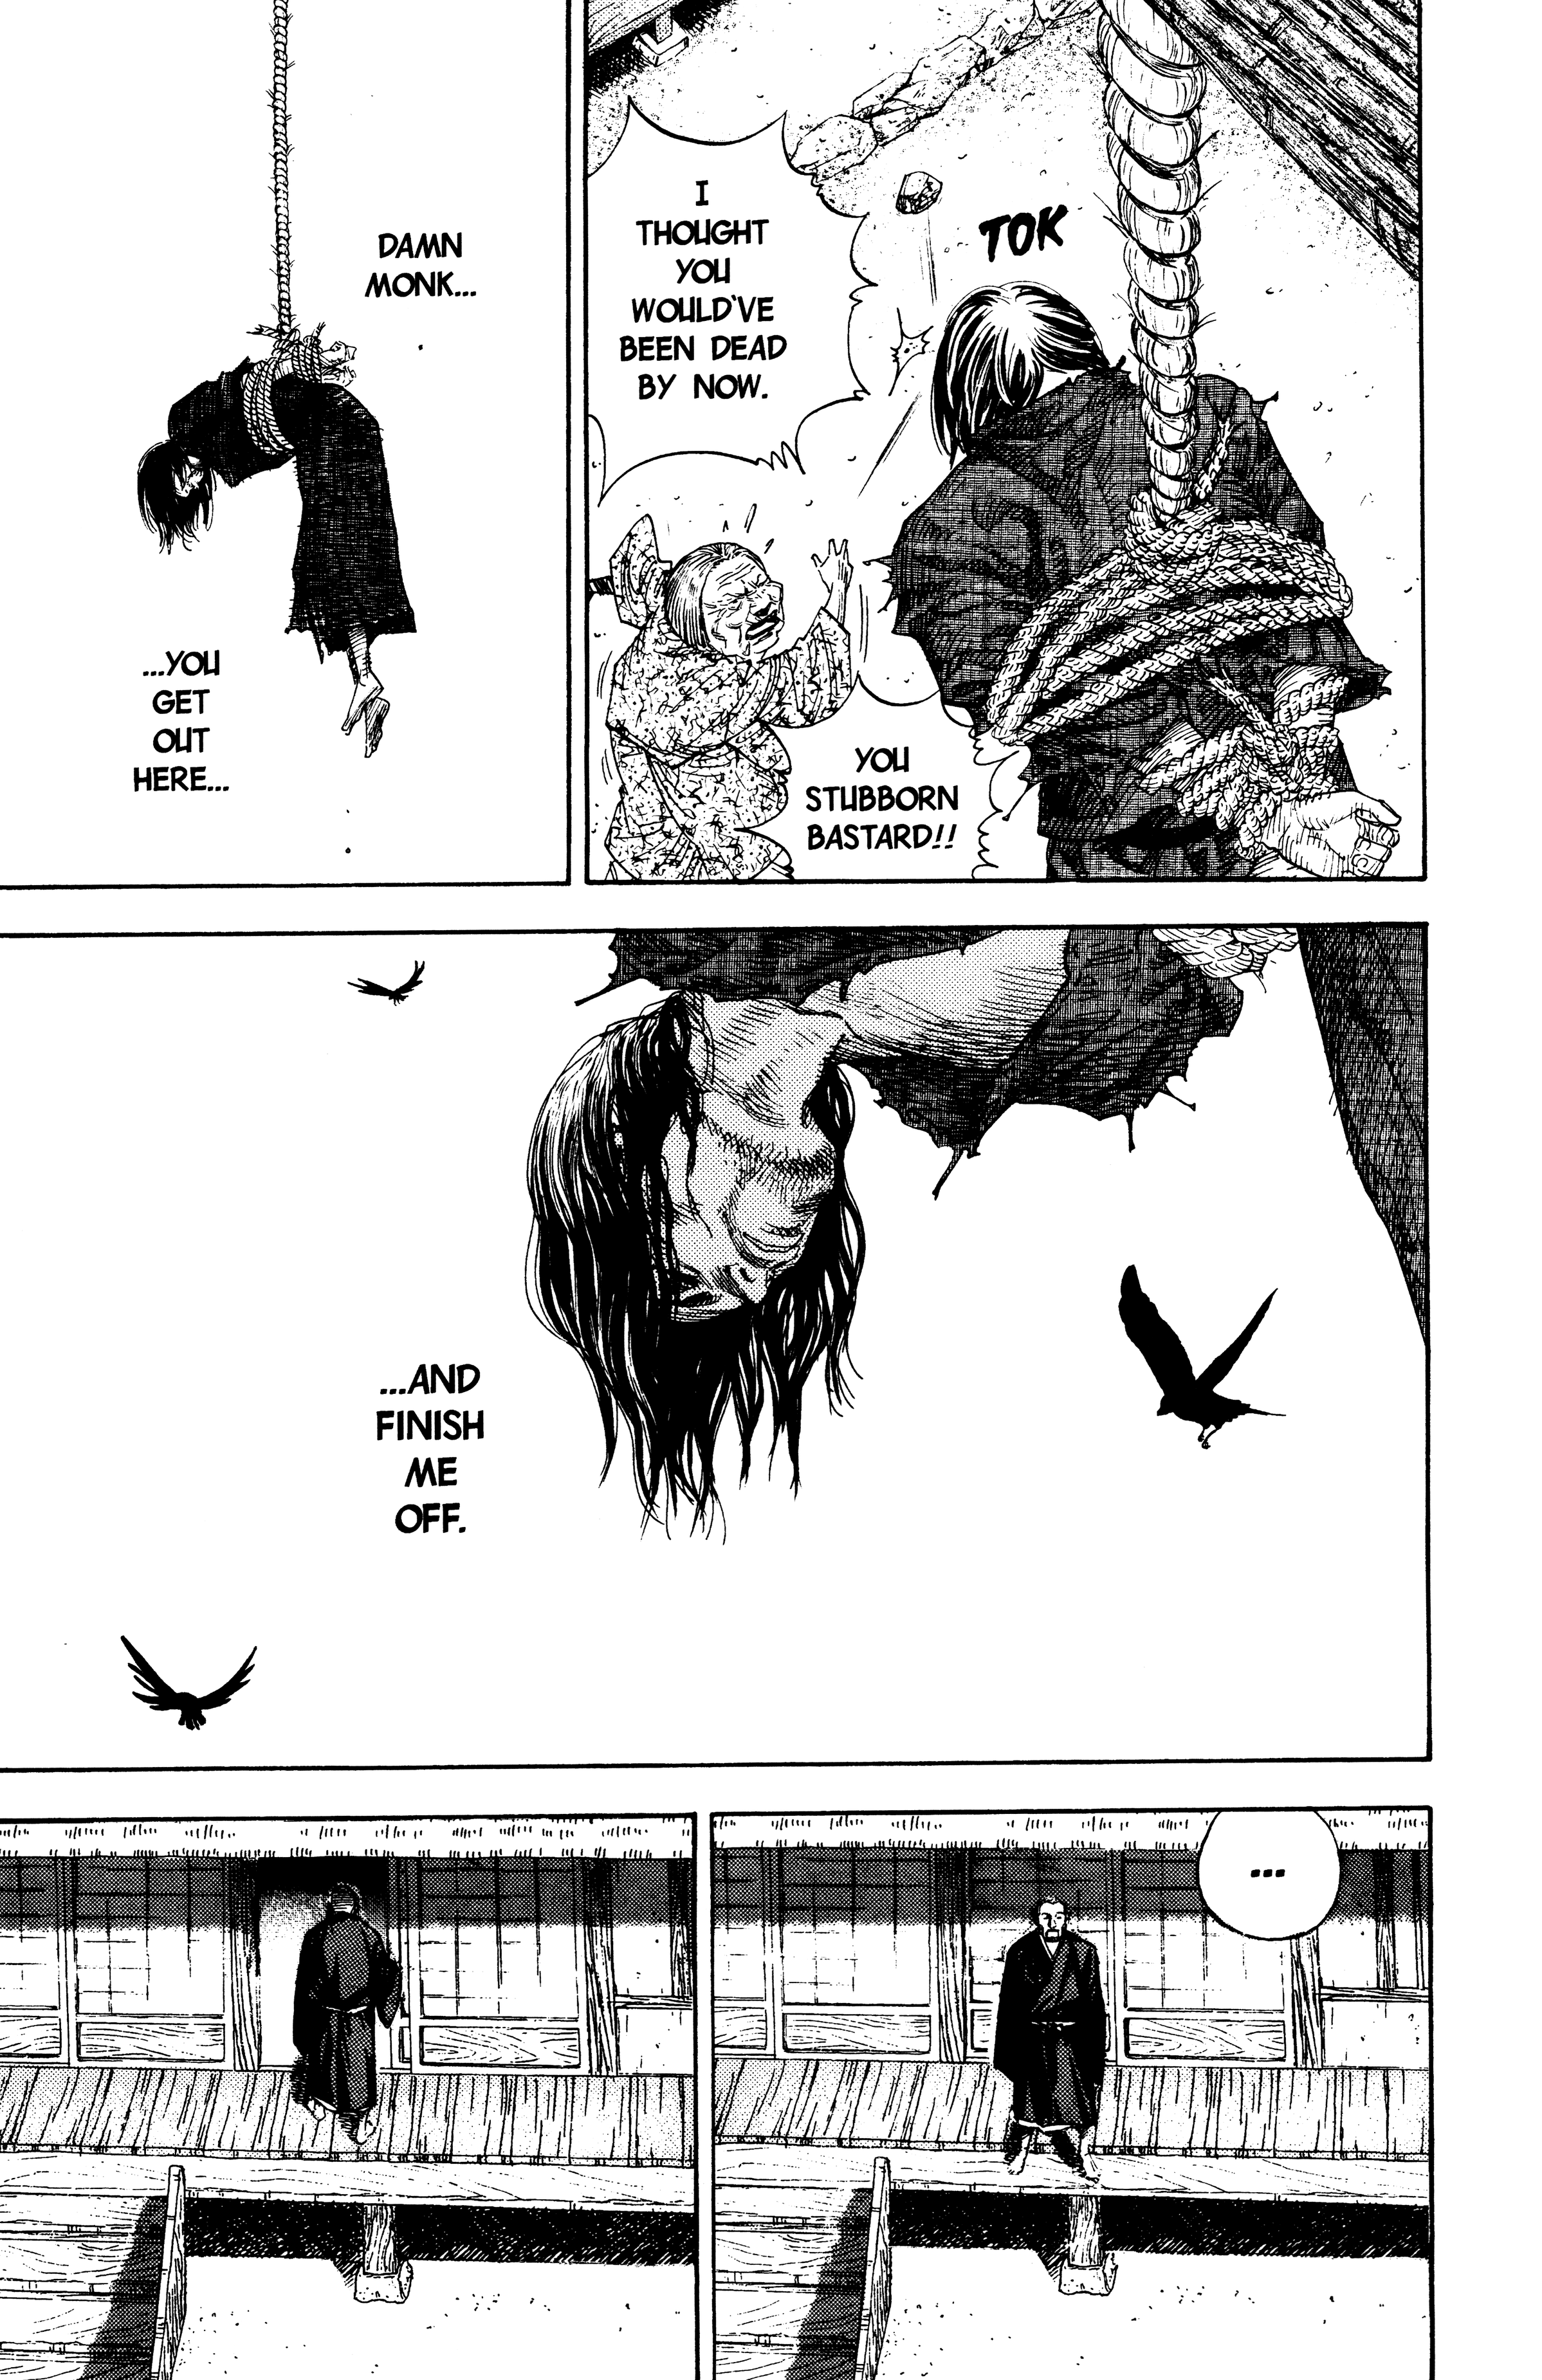 TOK
I
THOUGHT
YOU
WOULD'VE
BEEN DEAD
BY NOW.
YOU
STUBBORN
BASTARD!!
DAMN
MONK...
...YOU
GET
OUT
HERE...
...AND
FINISH
ME
OFF.
...